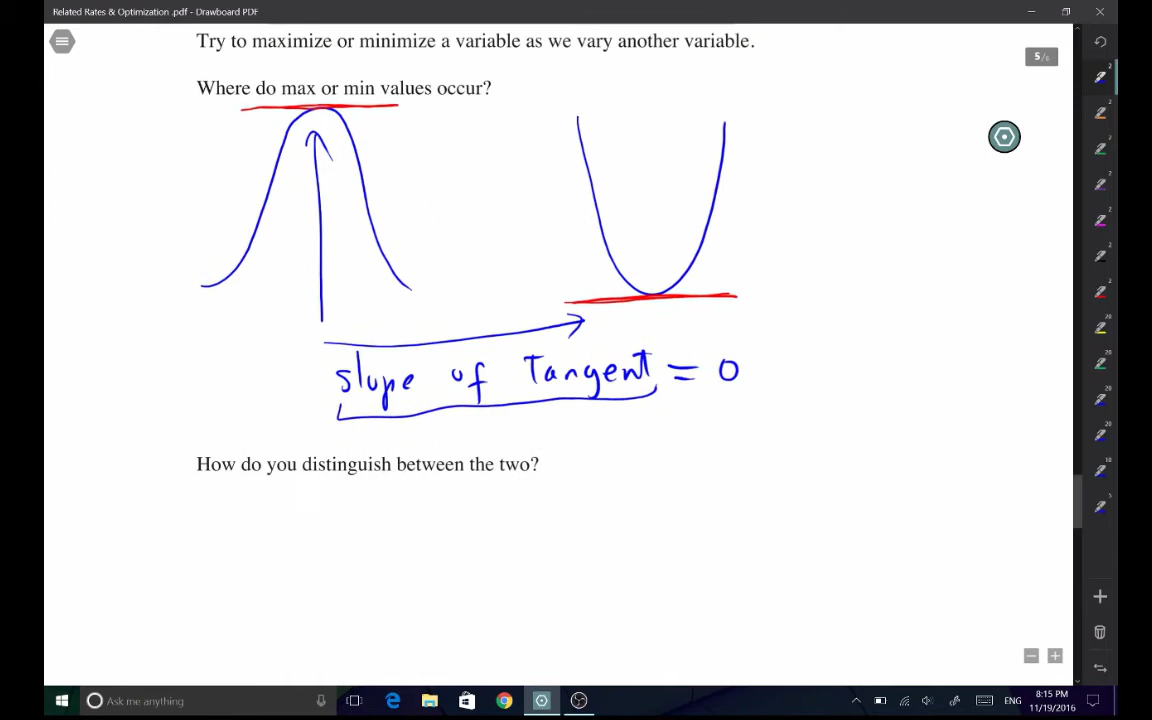 Related Rates & Optimization .pdf - Drawboard PDF
Try to maximize or minimize a variable as we vary another variable.
5/6
Where do max or min values occur?
slope of Tangent = 0
How do you distinguish between the two?
Ask me anything
ENG
8:15 PM
11/19/2016